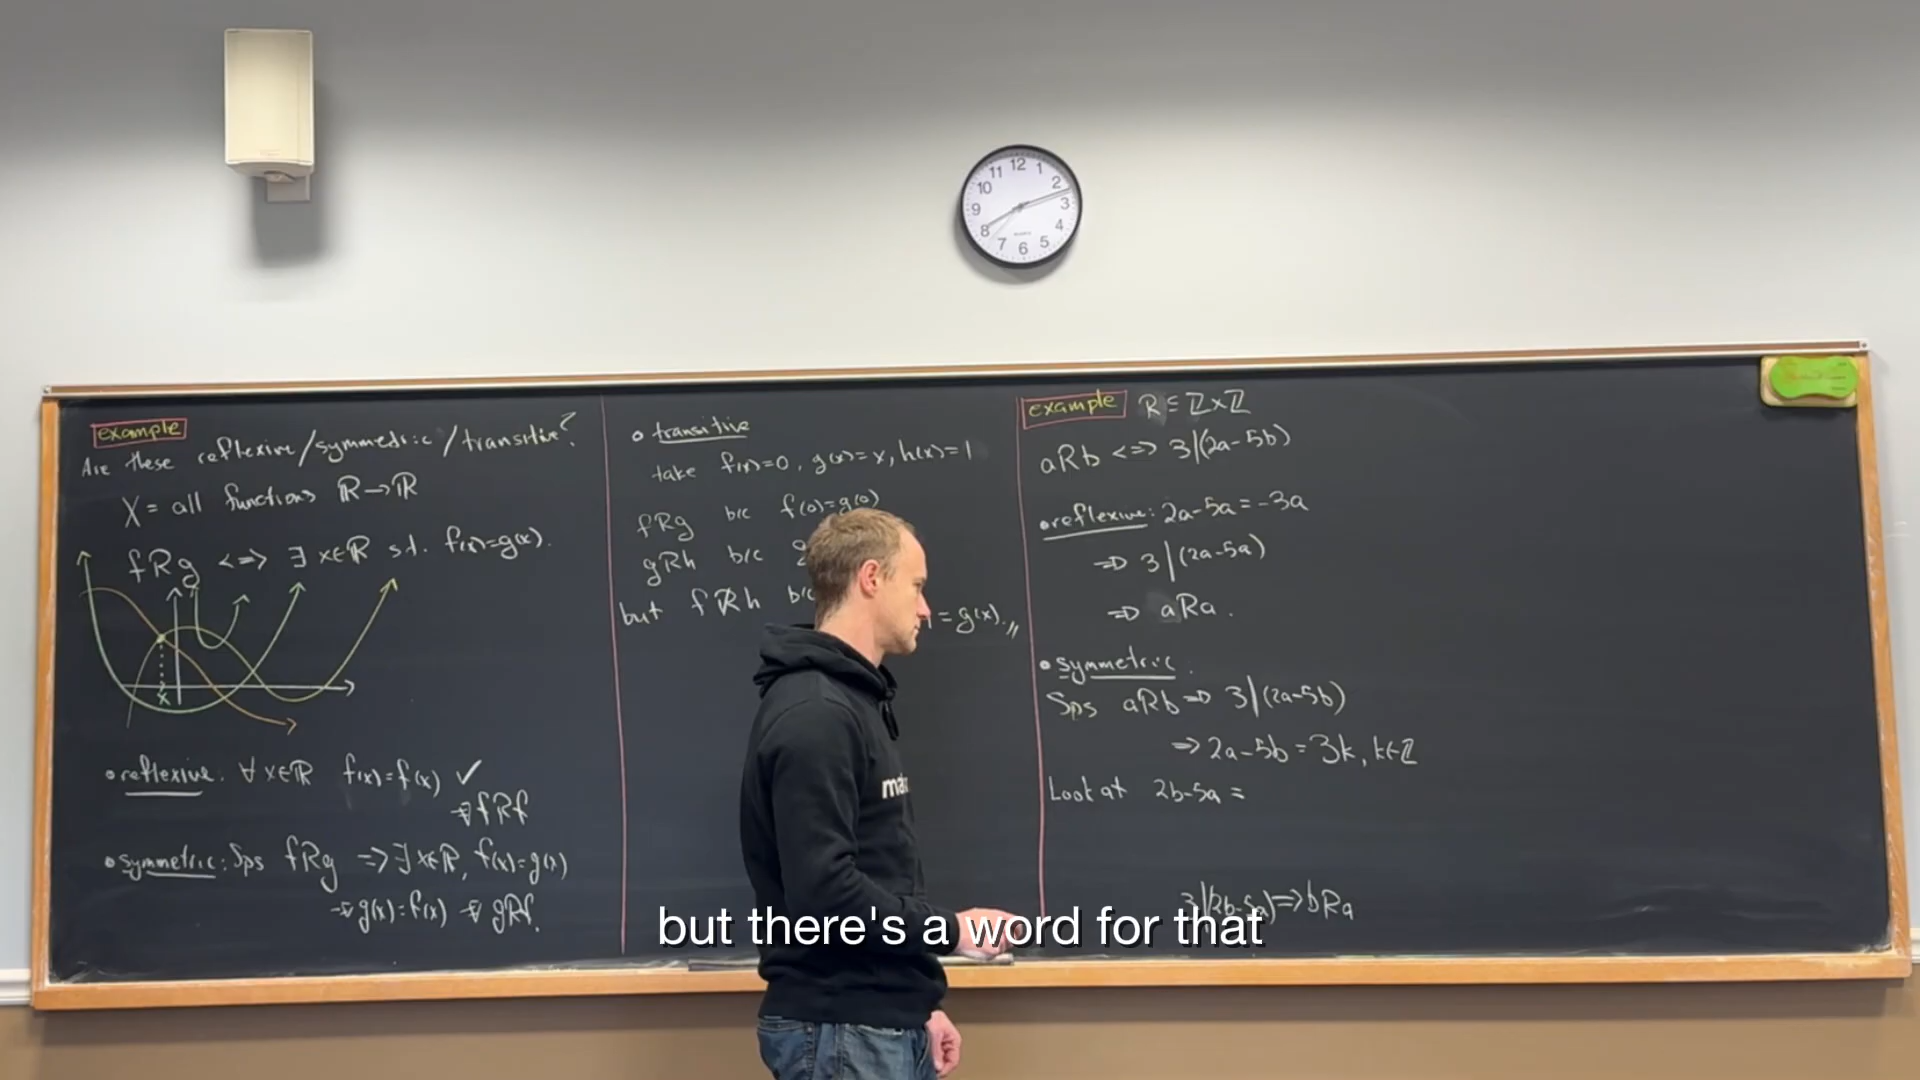 12
11
1
10
2
9
3
8
4
7
5
6
example
Are these reflexive/symmetric/transitive?
X = all functions ℝ→ℝ
fRg <=> ∃ x∈ℝ s.t. f(x)=g(x).
x
• reflexive: ∀ x∈ℝ f(x)=f(x) ✓
⇒ fRf
• symmetric: Sps fRg => ∃ x∈ℝ, f(x)=g(x)
⇒ g(x)=f(x) ⇒ gRf.
• transitive
take f(x)=0, g(x)=x, h(x)=1
fRg b/c f(0)=g(0)
gRh b/c
but f R̸ h b/c
= g(x).
example R ⊆ ℤ×ℤ
aRb <=> 3|(2a-5b)
• reflexive: 2a-5a=-3a
=> 3|(2a-5a)
=> aRa.
• symmetric.
Sps aRb => 3|(2a-5b)
=> 2a-5b=3k, k∈ℤ
Look at 2b-5a =
3|(2b-5a)=>bRa
but there's a word for that